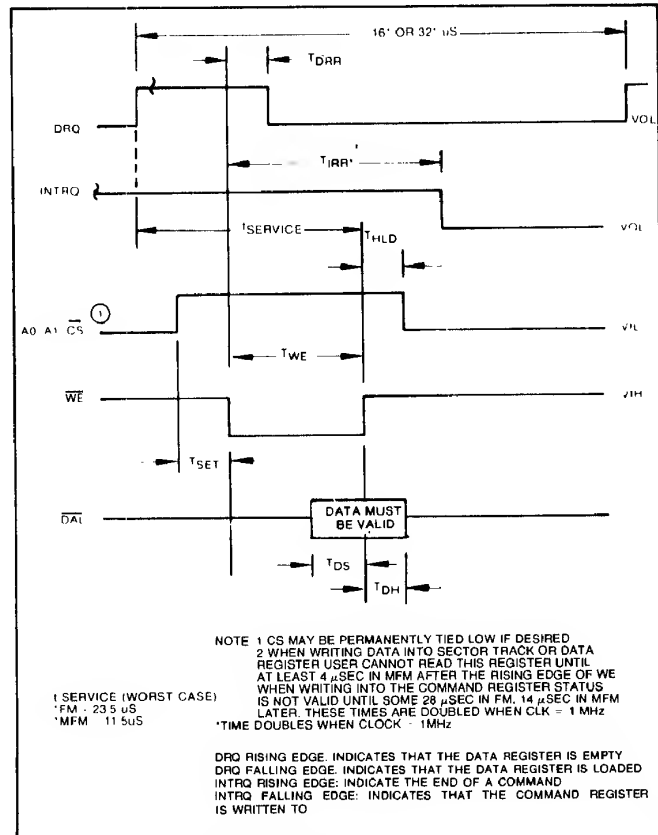 16* OR 32* uS
TDRR
DRQ
VOL
TIRR*
INTRQ
VOL
tSERVICE
THLD
1
A0 A1 CS
VIL
TWE
WE
VIH
TSET
DAL
DATA MUST
BE VALID
TDS
TDH
NOTE 1 CS MAY BE PERMANENTLY TIED LOW IF DESIRED
2 WHEN WRITING DATA INTO SECTOR TRACK OR DATA
REGISTER USER CANNOT READ THIS REGISTER UNTIL
AT LEAST 4 µSEC IN MFM AFTER THE RISING EDGE OF WE
WHEN WRITING INTO THE COMMAND REGISTER STATUS
IS NOT VALID UNTIL SOME 28 µSEC IN FM, 14 µSEC IN MFM
LATER. THESE TIMES ARE DOUBLED WHEN CLK = 1 MHz
*TIME DOUBLES WHEN CLOCK - 1MHz
t SERVICE (WORST CASE)
*FM - 23 5 uS
*MFM 11 5uS
DRQ RISING EDGE. INDICATES THAT THE DATA REGISTER IS EMPTY
DRQ FALLING EDGE. INDICATES THAT THE DATA REGISTER IS LOADED
INTRQ RISING EDGE: INDICATE THE END OF A COMMAND
INTRQ FALLING EDGE: INDICATES THAT THE COMMAND REGISTER
IS WRITTEN TO